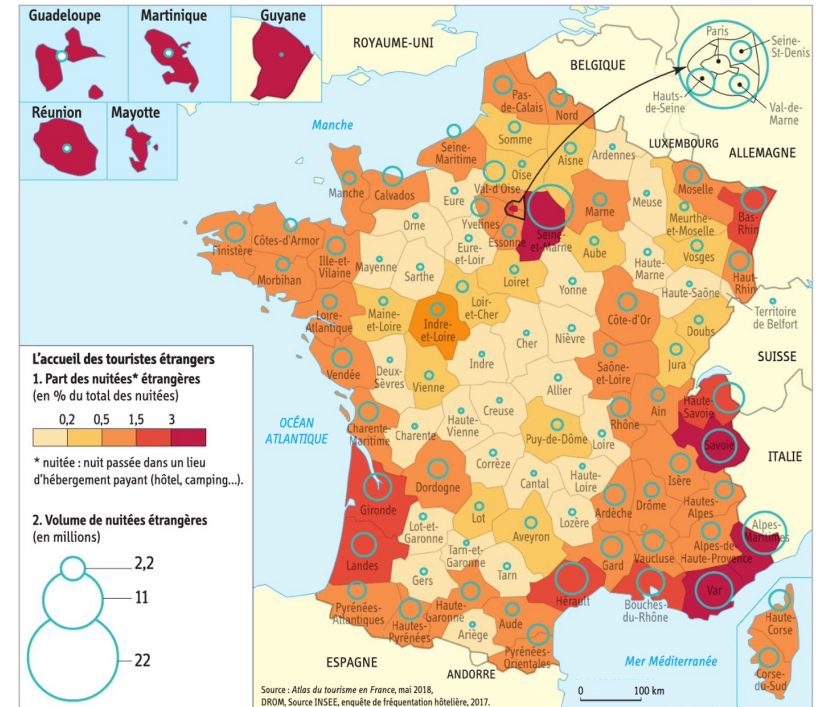 Guadeloupe
Martinique
Guyane
Réunion
Mayotte
ROYAUME-UNI
BELGIQUE
LUXEMBOURG
ALLEMAGNE
Manche
Paris
Seine-
St-Denis
Hauts-
de-Seine
Val-de-
Marne
Pas-
de-Calais
Nord
Somme
Seine-
Maritime
Oise
Aisne
Ardennes
Val-d'Oise
Manche
Calvados
Eure
Yvelines
Essonne
Seine-
et-Marne
Marne
Meuse
Moselle
Meurthe-
et-Moselle
Bas-
Rhin
Orne
Eure-
et-Loir
Aube
Haute-
Marne
Vosges
Haut-
Rhin
Finistère
Côtes-d'Armor
Ille-et-
Vilaine
Morbihan
Mayenne
Sarthe
Loiret
Yonne
Haute-Saône
Territoire
de Belfort
Loire-
Atlantique
Maine-
et-Loire
Indre-
et-Loire
Loir-
et-Cher
Cher
Nièvre
Côte-d'Or
Doubs
SUISSE
Vendée
Deux-
Sèvres
Vienne
Indre
Allier
Saône-
et-Loire
Jura
OCÉAN
ATLANTIQUE
Charente-
Maritime
Charente
Haute-
Vienne
Creuse
Puy-de-Dôme
Loire
Rhône
Ain
Haute-
Savoie
Savoie
ITALIE
Gironde
Dordogne
Corrèze
Cantal
Haute-
Loire
Ardèche
Drôme
Isère
Hautes-
Alpes
Landes
Lot-et-
Garonne
Lot
Aveyron
Lozère
Gard
Vaucluse
Alpes-de-
Haute-Provence
Alpes-
Maritimes
Tarn-et-
Garonne
Gers
Tarn
Hérault
Bouches-
du-Rhône
Var
Pyrénées-
Atlantiques
Hautes-
Pyrénées
Haute-
Garonne
Ariège
Aude
Pyrénées-
Orientales
Haute-
Corse
Corse-
du-Sud
ESPAGNE
ANDORRE
Mer Méditerranée
0 100 km
L'accueil des touristes étrangers
1. Part des nuitées* étrangères
(en % du total des nuitées)
0,2 0,5 1,5 3
* nuitée : nuit passée dans un lieu
d'hébergement payant (hôtel, camping...).
2. Volume de nuitées étrangères
(en millions)
2,2
11
22
Source : Atlas du tourisme en France, mai 2018,
DROM, Source INSEE, enquête de fréquentation hôtelière, 2017.